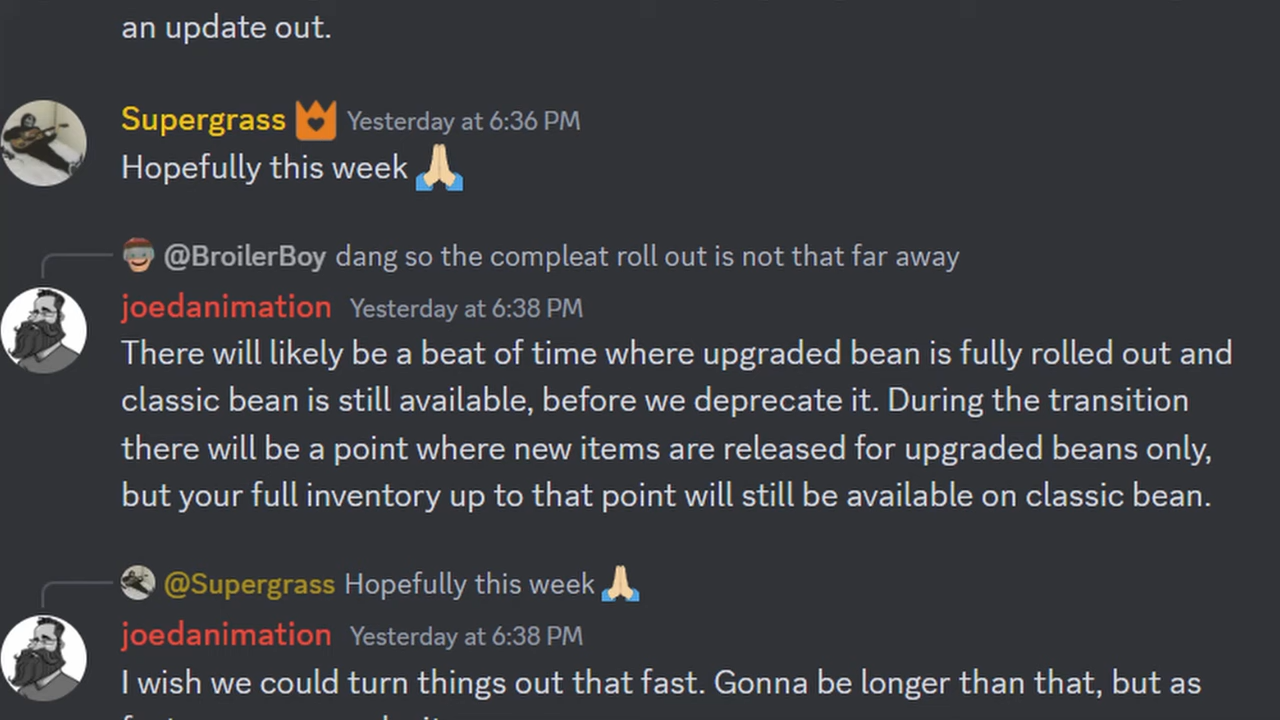 an update out.
Supergrass Yesterday at 6:36 PM
Hopefully this week 🙏🏼
@BroilerBoy dang so the compleat roll out is not that far away
joedanimation Yesterday at 6:38 PM
There will likely be a beat of time where upgraded bean is fully rolled out and
classic bean is still available, before we deprecate it. During the transition
there will be a point where new items are released for upgraded beans only,
but your full inventory up to that point will still be available on classic bean.
@Supergrass Hopefully this week 🙏🏼
joedanimation Yesterday at 6:38 PM
I wish we could turn things out that fast. Gonna be longer than that, but as